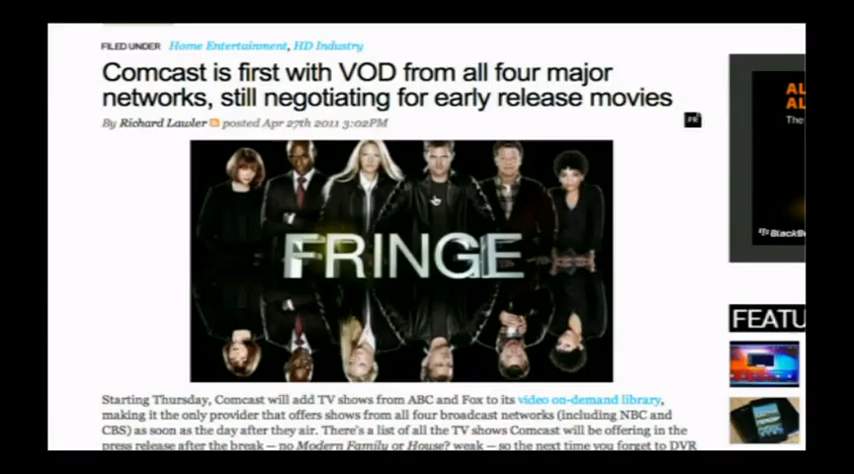 FILED UNDER Home Entertainment, HD Industry
Comcast is first with VOD from all four major
networks, still negotiating for early release movies
By Richard Lawler posted Apr 27th 2011 3:02PM
PR
FRINGE
Starting Thursday, Comcast will add TV shows from ABC and Fox to its video on-demand library,
making it the only provider that offers shows from all four broadcast networks (including NBC and
CBS) as soon as the day after they air. There's a list of all the TV shows Comcast will be offering in the
press release after the break — no Modern Family or House? weak — so the next time you forget to DVR
AL
AL
The
BlackBe
FEATU